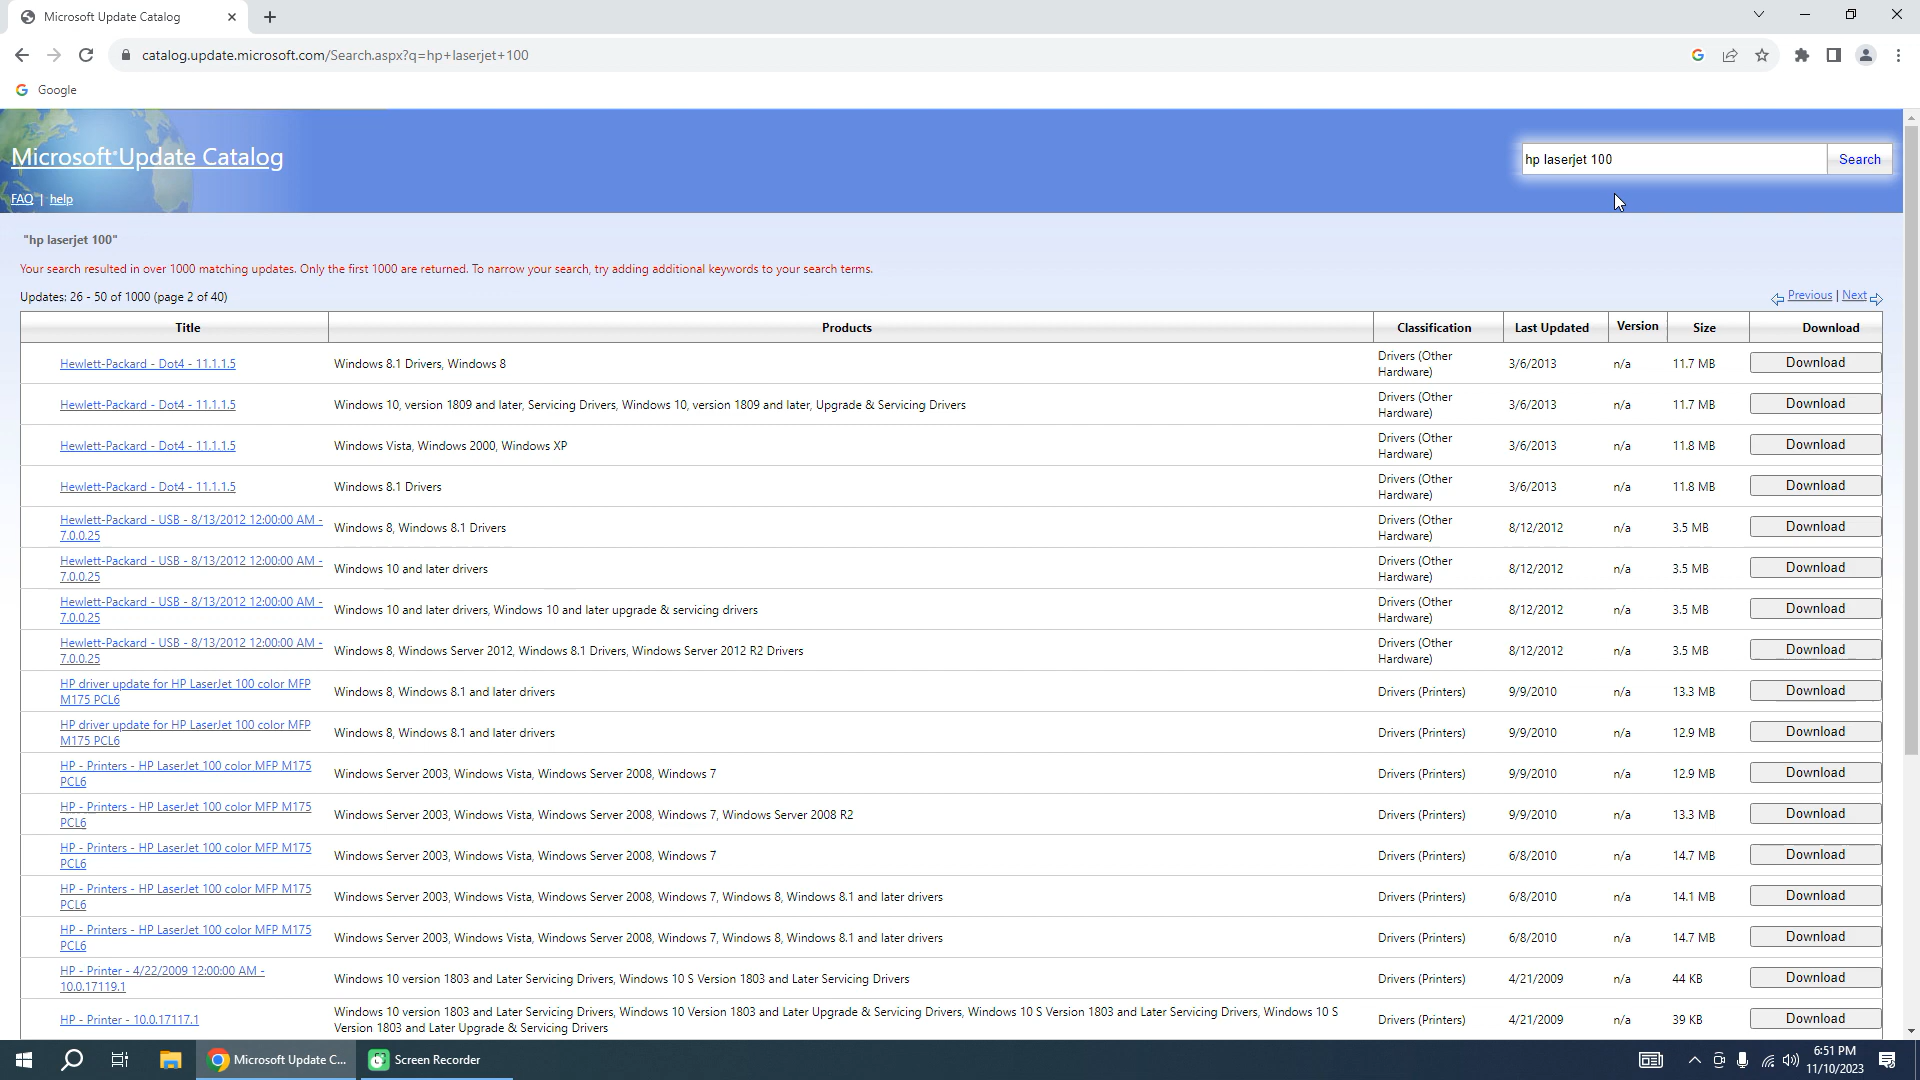 Microsoft Update Catalog
catalog.update.microsoft.com/Search.aspx?q=hp+laserjet+100
Google
Microsoft Update Catalog
hp laserjet 100
Search
FAQ | help
"hp laserjet 100"
Your search resulted in over 1000 matching updates. Only the first 1000 are returned. To narrow your search, try adding additional keywords to your search terms.
Updates: 26 - 50 of 1000 (page 2 of 40)
Previous | Next
Title Products Classification Last Updated Version Size Download
Hewlett-Packard - Dot4 - 11.1.1.5 Windows 8.1 Drivers, Windows 8 Drivers (Other Hardware) 3/6/2013 n/a 11.7 MB Download
Hewlett-Packard - Dot4 - 11.1.1.5 Windows 10, version 1809 and later, Servicing Drivers, Windows 10, version 1809 and later, Upgrade & Servicing Drivers Drivers (Other Hardware) 3/6/2013 n/a 11.7 MB Download
Hewlett-Packard - Dot4 - 11.1.1.5 Windows Vista, Windows 2000, Windows XP Drivers (Other Hardware) 3/6/2013 n/a 11.8 MB Download
Hewlett-Packard - Dot4 - 11.1.1.5 Windows 8.1 Drivers Drivers (Other Hardware) 3/6/2013 n/a 11.8 MB Download
Hewlett-Packard - USB - 8/13/2012 12:00:00 AM - 7.0.0.25 Windows 8, Windows 8.1 Drivers Drivers (Other Hardware) 8/12/2012 n/a 3.5 MB Download
Hewlett-Packard - USB - 8/13/2012 12:00:00 AM - 7.0.0.25 Windows 10 and later drivers Drivers (Other Hardware) 8/12/2012 n/a 3.5 MB Download
Hewlett-Packard - USB - 8/13/2012 12:00:00 AM - 7.0.0.25 Windows 10 and later drivers, Windows 10 and later upgrade & servicing drivers Drivers (Other Hardware) 8/12/2012 n/a 3.5 MB Download
Hewlett-Packard - USB - 8/13/2012 12:00:00 AM - 7.0.0.25 Windows 8, Windows Server 2012, Windows 8.1 Drivers, Windows Server 2012 R2 Drivers Drivers (Other Hardware) 8/12/2012 n/a 3.5 MB Download
HP driver update for HP LaserJet 100 color MFP M175 PCL6 Windows 8, Windows 8.1 and later drivers Drivers (Printers) 9/9/2010 n/a 13.3 MB Download
HP driver update for HP LaserJet 100 color MFP M175 PCL6 Windows 8, Windows 8.1 and later drivers Drivers (Printers) 9/9/2010 n/a 12.9 MB Download
HP - Printers - HP LaserJet 100 color MFP M175 PCL6 Windows Server 2003, Windows Vista, Windows Server 2008, Windows 7 Drivers (Printers) 9/9/2010 n/a 12.9 MB Download
HP - Printers - HP LaserJet 100 color MFP M175 PCL6 Windows Server 2003, Windows Vista, Windows Server 2008, Windows 7, Windows Server 2008 R2 Drivers (Printers) 9/9/2010 n/a 13.3 MB Download
HP - Printers - HP LaserJet 100 color MFP M175 PCL6 Windows Server 2003, Windows Vista, Windows Server 2008, Windows 7 Drivers (Printers) 6/8/2010 n/a 14.7 MB Download
HP - Printers - HP LaserJet 100 color MFP M175 PCL6 Windows Server 2003, Windows Vista, Windows Server 2008, Windows 7, Windows 8, Windows 8.1 and later drivers Drivers (Printers) 6/8/2010 n/a 14.1 MB Download
HP - Printers - HP LaserJet 100 color MFP M175 PCL6 Windows Server 2003, Windows Vista, Windows Server 2008, Windows 7, Windows 8, Windows 8.1 and later drivers Drivers (Printers) 6/8/2010 n/a 14.7 MB Download
HP - Printer - 4/22/2009 12:00:00 AM - 10.0.17119.1 Windows 10 version 1803 and Later Servicing Drivers, Windows 10 S Version 1803 and Later Servicing Drivers Drivers (Printers) 4/21/2009 n/a 44 KB Download
HP - Printer - 10.0.17117.1 Windows 10 version 1803 and Later Servicing Drivers, Windows 10 Version 1803 and Later Upgrade & Servicing Drivers, Windows 10 S Version 1803 and Later Servicing Drivers, Windows 10 S Version 1803 and Later Upgrade & Servicing Drivers Drivers (Printers) 4/21/2009 n/a 39 KB Download
Microsoft Update C...
Screen Recorder
6:51 PM
11/10/2023